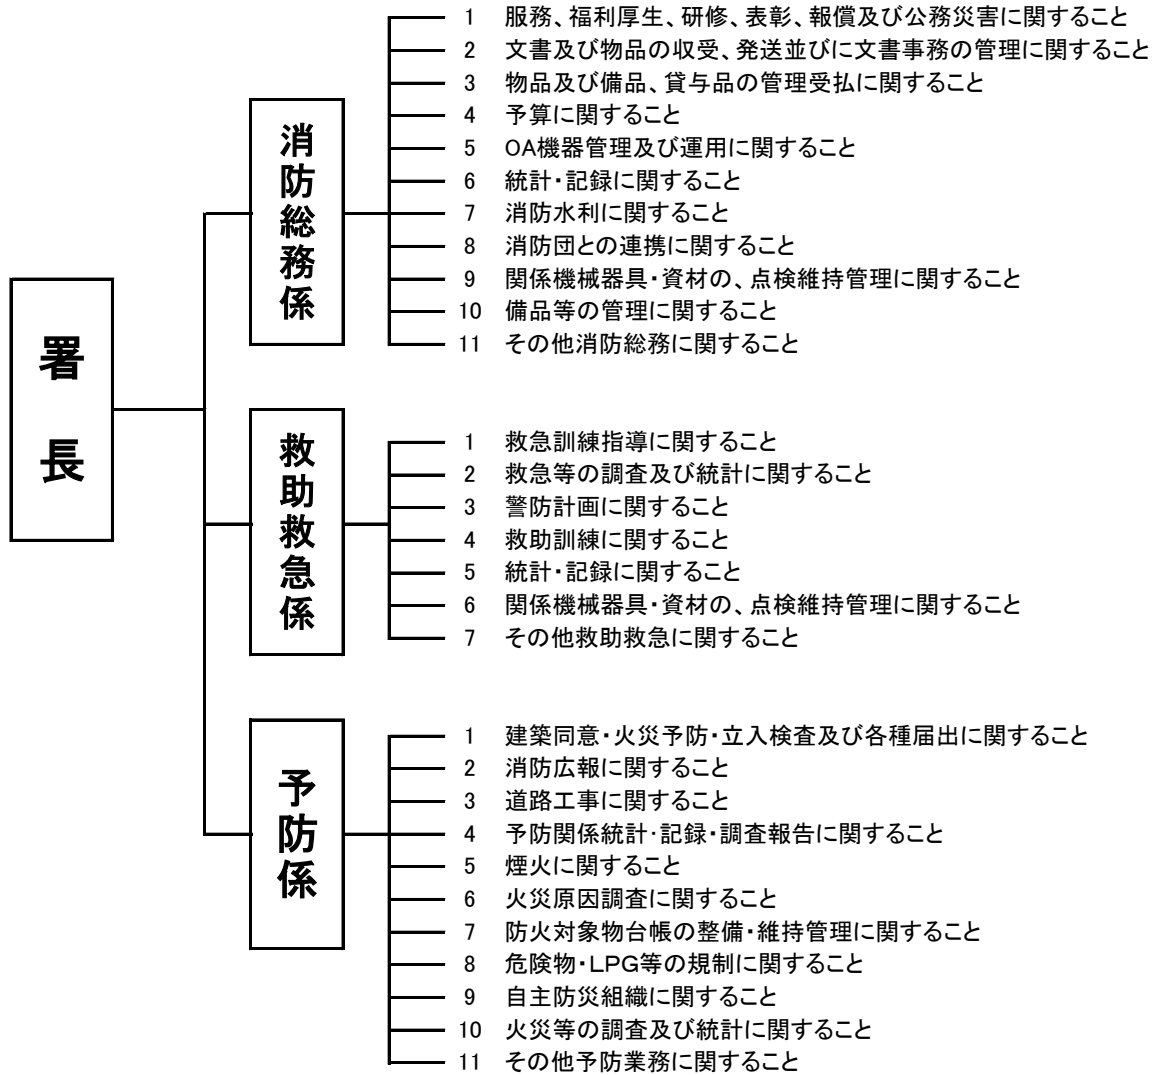 署長
消防総務係
1 服務、福利厚生、研修、表彰、報償及び公務災害に関すること
2 文書及び物品の収受、発送並びに文書事務の管理に関すること
3 物品及び備品、貸与品の管理受払に関すること
4 予算に関すること
5 OA機器管理及び運用に関すること
6 統計・記録に関すること
7 消防水利に関すること
8 消防団との連携に関すること
9 関係機械器具・資材の、点検維持管理に関すること
10 備品等の管理に関すること
11 その他消防総務に関すること
救助救急係
1 救急訓練指導に関すること
2 救急等の調査及び統計に関すること
3 警防計画に関すること
4 救助訓練に関すること
5 統計・記録に関すること
6 関係機械器具・資材の、点検維持管理に関すること
7 その他救助救急に関すること
予防係
1 建築同意・火災予防・立入検査及び各種届出に関すること
2 消防広報に関すること
3 道路工事に関すること
4 予防関係統計・記録・調査報告に関すること
5 煙火に関すること
6 火災原因調査に関すること
7 防火対象物台帳の整備・維持管理に関すること
8 危険物・LPG等の規制に関すること
9 自主防災組織に関すること
10 火災等の調査及び統計に関すること
11 その他予防業務に関すること